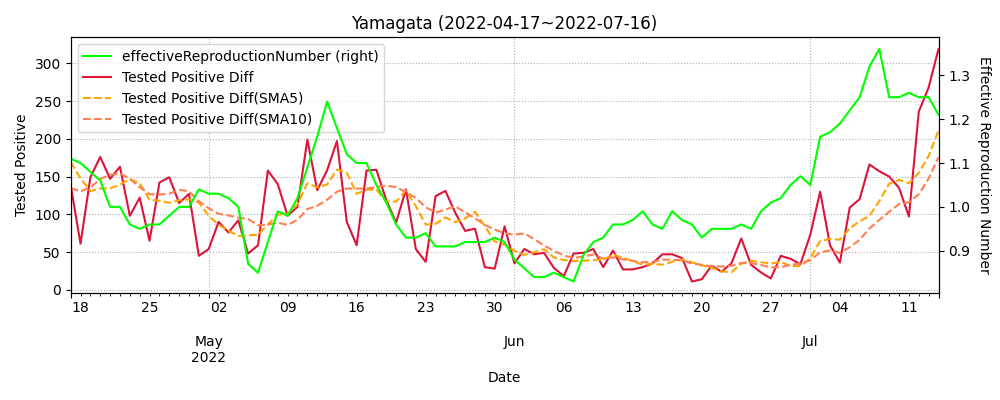 Yamagata (2022-04-17~2022-07-16)
effectiveReproductionNumber (right)
Tested Positive Diff
Tested Positive Diff(SMA5)
Tested Positive Diff(SMA10)
Tested Positive
300
250
200
150
100
50
0
1.3
1.2
1.1
1.0
0.9
Effective Reproduction Number
18 25 02 09 16 23 30 06 13 20 27 04 11
May Jun Jul
2022
Date